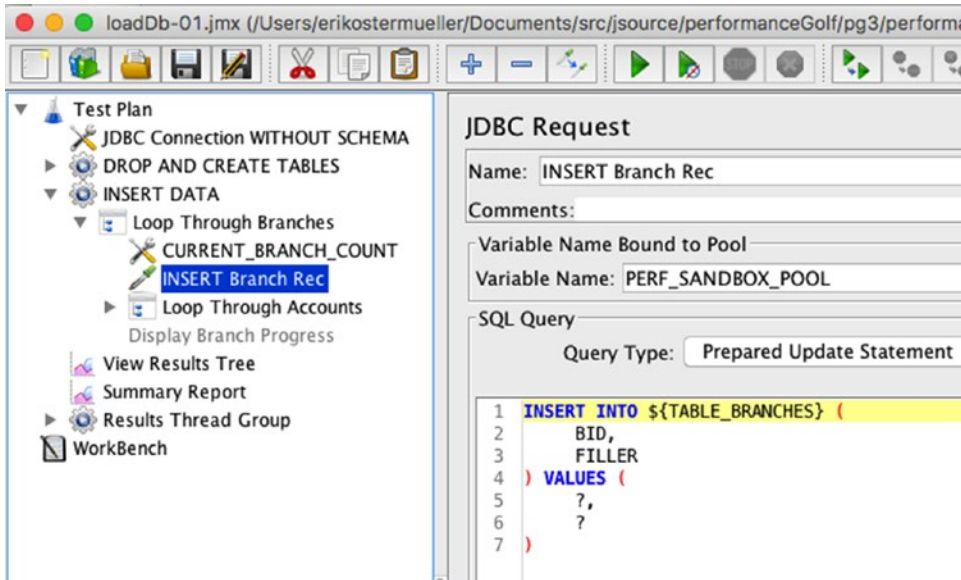 loadDb-01.jmx (/Users/erikostermueller/Documents/src/jsource/performanceGolf/pg3/performa
STOP
Test Plan
JDBC Connection WITHOUT SCHEMA
DROP AND CREATE TABLES
INSERT DATA
Loop Through Branches
CURRENT_BRANCH_COUNT
INSERT Branch Rec
Loop Through Accounts
Display Branch Progress
View Results Tree
Summary Report
Results Thread Group
WorkBench
JDBC Request
Name: INSERT Branch Rec
Comments:
Variable Name Bound to Pool
Variable Name: PERF_SANDBOX_POOL
SQL Query
Query Type: Prepared Update Statement
1 INSERT INTO ${TABLE_BRANCHES} (
2 BID,
3 FILLER
4 ) VALUES (
5 ?,
6 ?
7 )